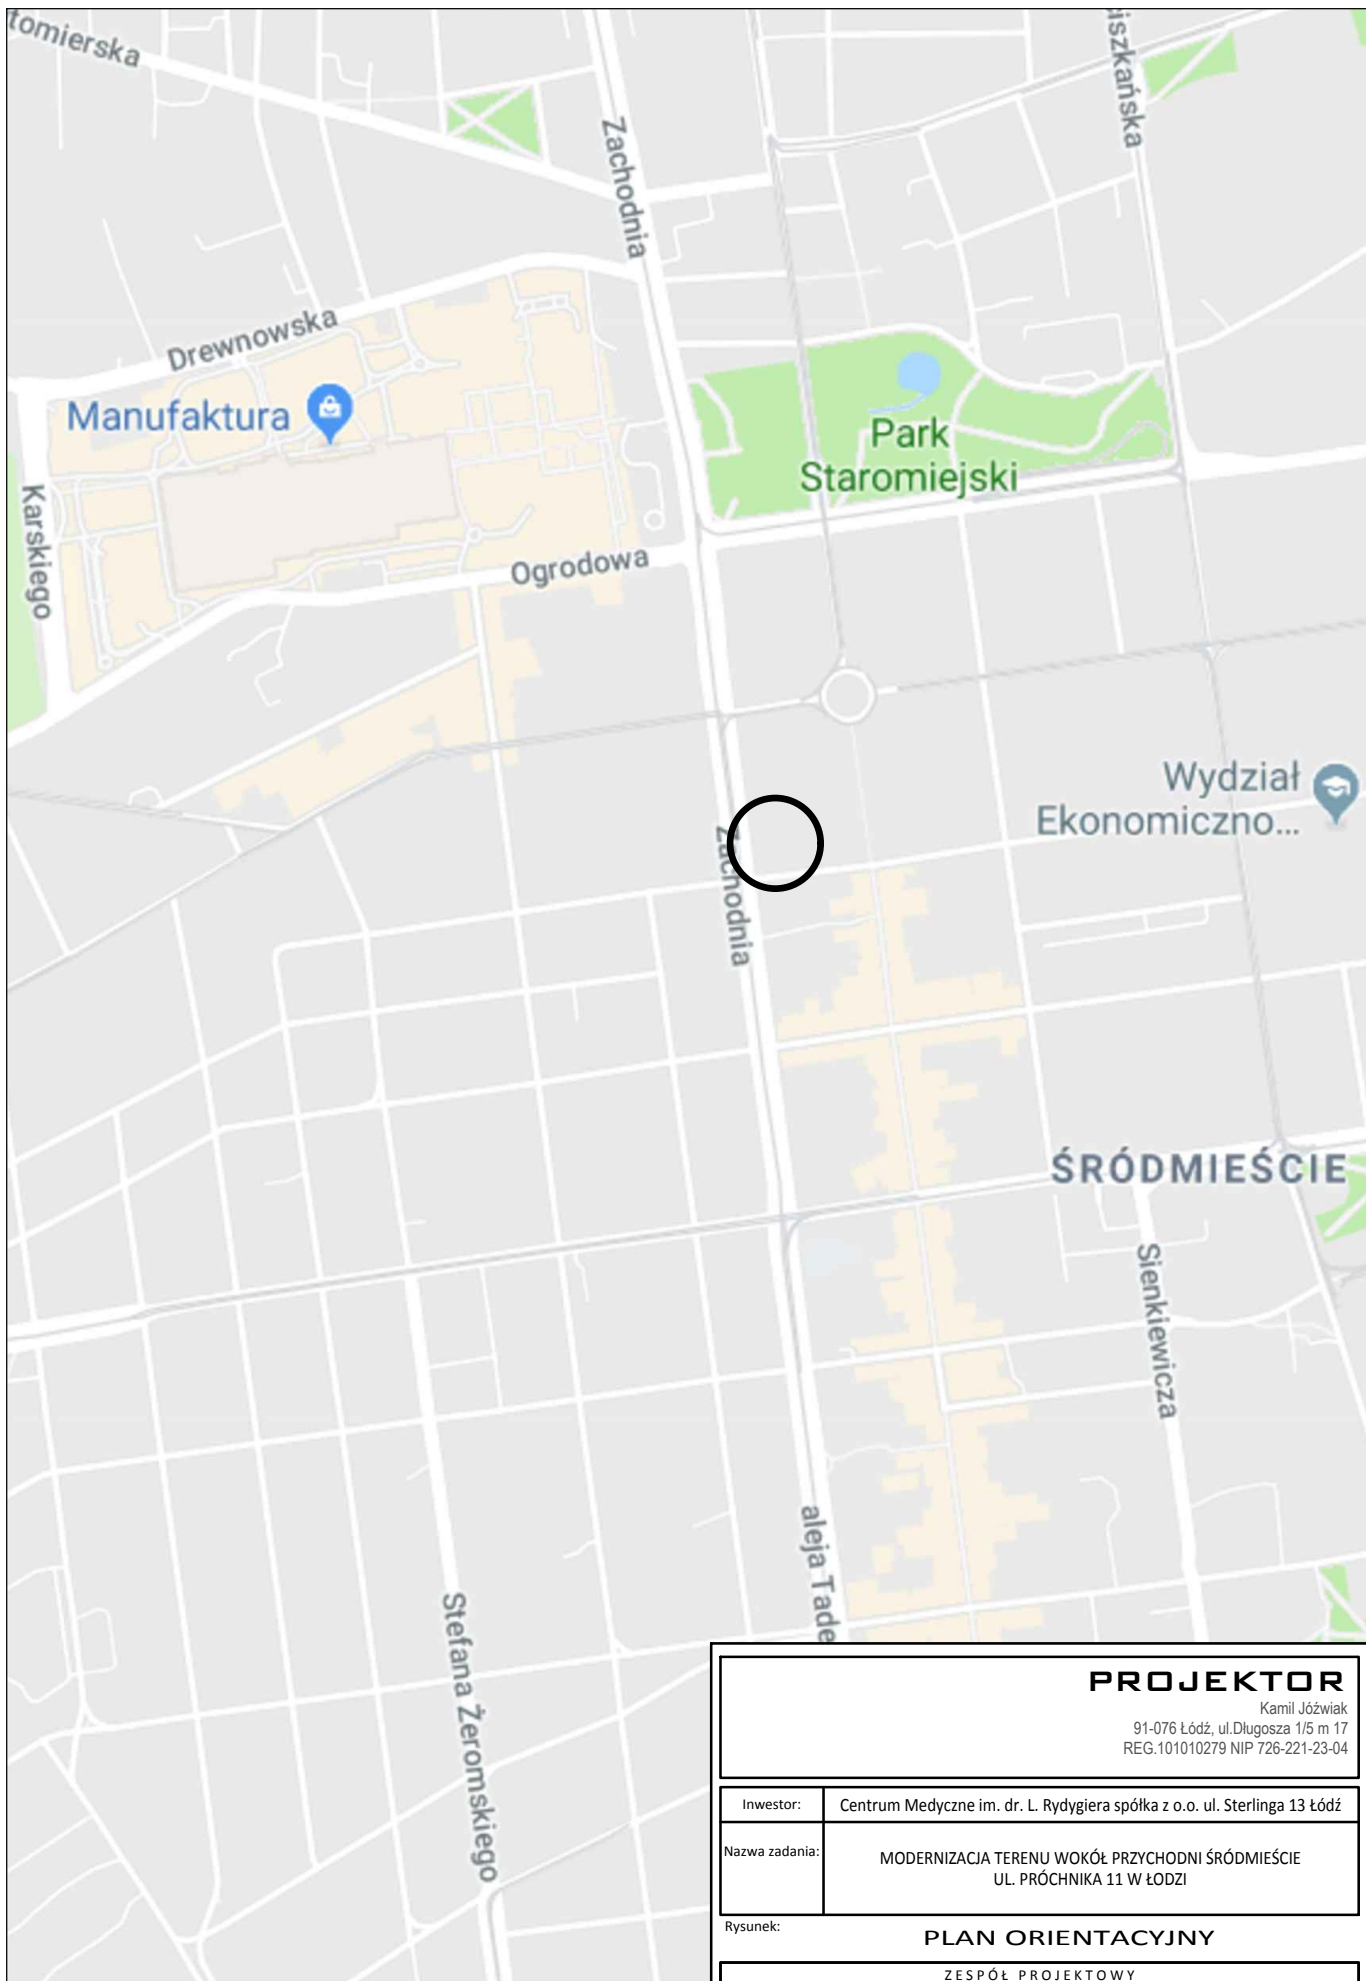 tomierska
iszkańska
Zachodnia
Drewnowska
Manufaktura
Park
Staromiejski
Karskiego
Ogrodowa
Wydział
Ekonomiczno...
Zachodnia
ŚRÓDMIEŚCIE
Sienkiewicza
aleja Tade
Stefana Żeromskiego
PROJEKTOR
Kamil Jóźwiak
91-076 Łódź, ul.Długosza 1/5 m 17
REG.101010279 NIP 726-221-23-04
Inwestor: Centrum Medyczne im. dr. L. Rydygiera spółka z o.o. ul. Sterlinga 13 Łódź
Nazwa zadania: MODERNIZACJA TERENU WOKÓŁ PRZYCHODNI ŚRÓDMIEŚCIE
UL. PRÓCHNIKA 11 W ŁODZI
Rysunek: PLAN ORIENTACYJNY
ZESPÓŁ PROJEKTOWY